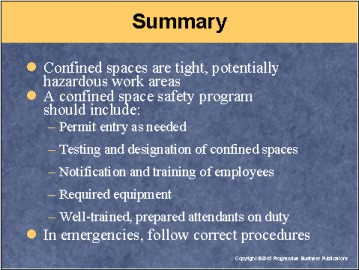 Summary
Confined spaces are tight, potentially
hazardous work areas
A confined space safety program
should include:
– Permit entry as needed
– Testing and designation of confined spaces
– Notification and training of employees
– Required equipment
– Well-trained, prepared attendants on duty
In emergencies, follow correct procedures
Copyright Progressive Business Publications